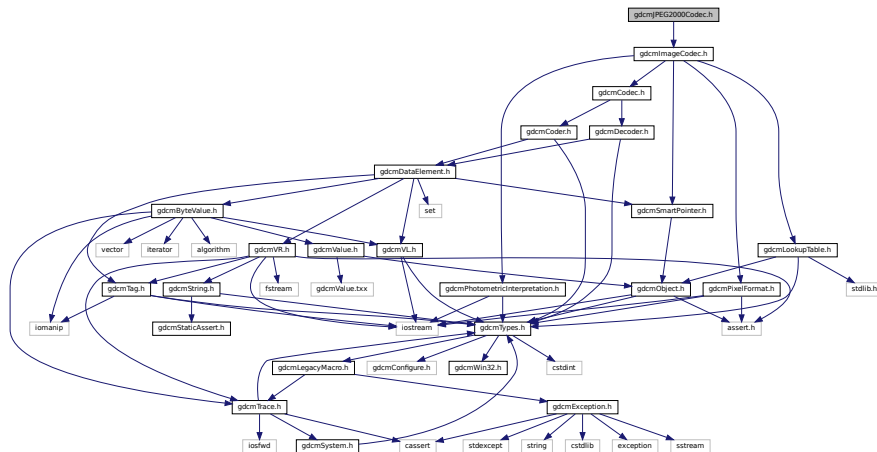 gdcmJPEG2000Codec.h
gdcmImageCodec.h
gdcmCodec.h
gdcmCoder.h
gdcmDecoder.h
gdcmDataElement.h
gdcmByteValue.h
set
gdcmSmartPointer.h
vector
iterator
algorithm
gdcmVR.h
gdcmValue.h
gdcmVL.h
gdcmLookupTable.h
gdcmTag.h
gdcmString.h
fstream
gdcmValue.txx
gdcmPhotometricInterpretation.h
gdcmObject.h
gdcmPixelFormat.h
stdlib.h
iomanip
gdcmStaticAssert.h
iostream
gdcmTypes.h
assert.h
gdcmLegacyMacro.h
gdcmConfigure.h
gdcmWin32.h
cstdint
gdcmTrace.h
gdcmException.h
iosfwd
gdcmSystem.h
cassert
stdexcept
string
cstdlib
exception
sstream